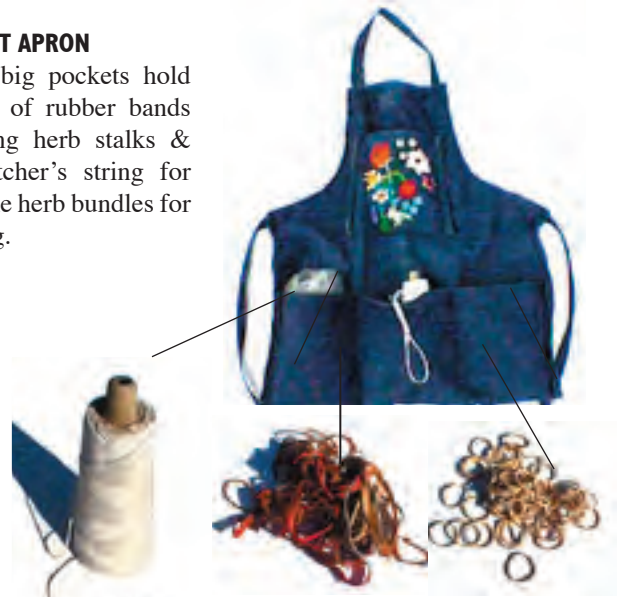 T APRON
big pockets hold
of rubber bands
ng herb stalks &
tcher's string for
e herb bundles for
g.